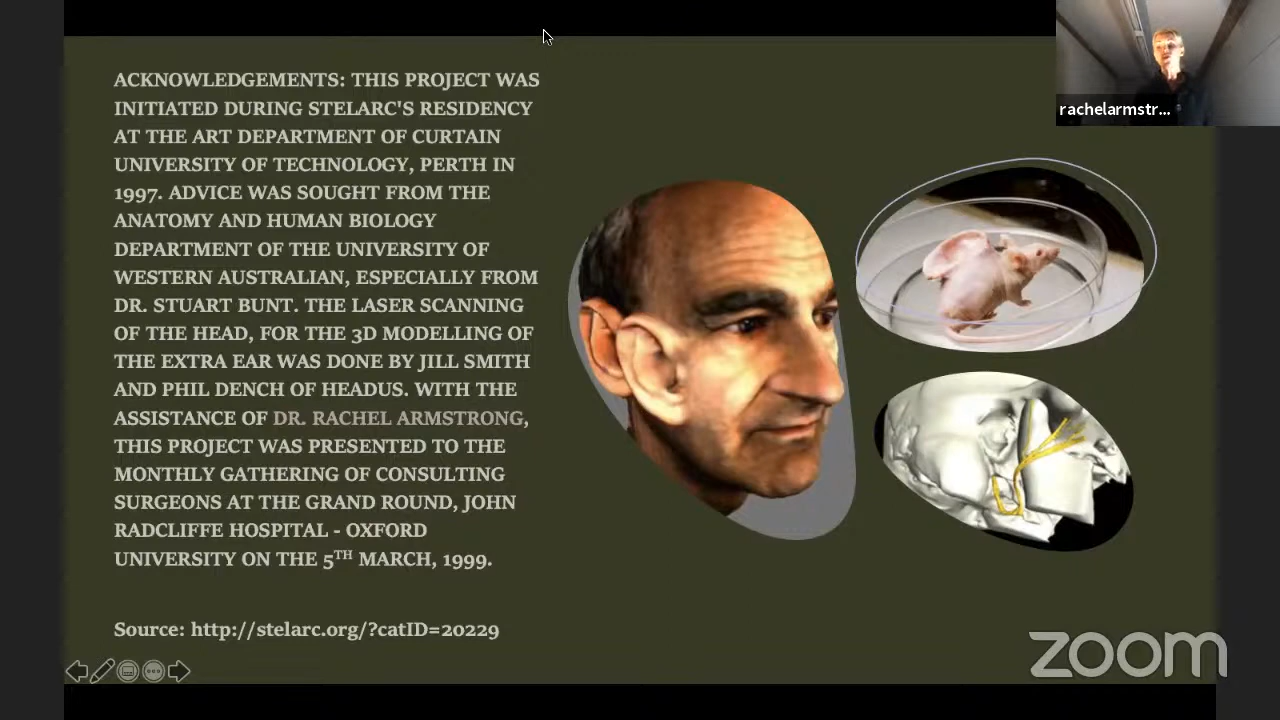 ACKNOWLEDGEMENTS: THIS PROJECT WAS
INITIATED DURING STELARC'S RESIDENCY
AT THE ART DEPARTMENT OF CURTAIN
UNIVERSITY OF TECHNOLOGY, PERTH IN
1997. ADVICE WAS SOUGHT FROM THE
ANATOMY AND HUMAN BIOLOGY
DEPARTMENT OF THE UNIVERSITY OF
WESTERN AUSTRALIAN, ESPECIALLY FROM
DR. STUART BUNT. THE LASER SCANNING
OF THE HEAD, FOR THE 3D MODELLING OF
THE EXTRA EAR WAS DONE BY JILL SMITH
AND PHIL DENCH OF HEADUS. WITH THE
ASSISTANCE OF DR. RACHEL ARMSTRONG,
THIS PROJECT WAS PRESENTED TO THE
MONTHLY GATHERING OF CONSULTING
SURGEONS AT THE GRAND ROUND, JOHN
RADCLIFFE HOSPITAL - OXFORD
UNIVERSITY ON THE 5TH MARCH, 1999.
Source: http://stelarc.org/?catID=20229
rachelarmstr...
zoom